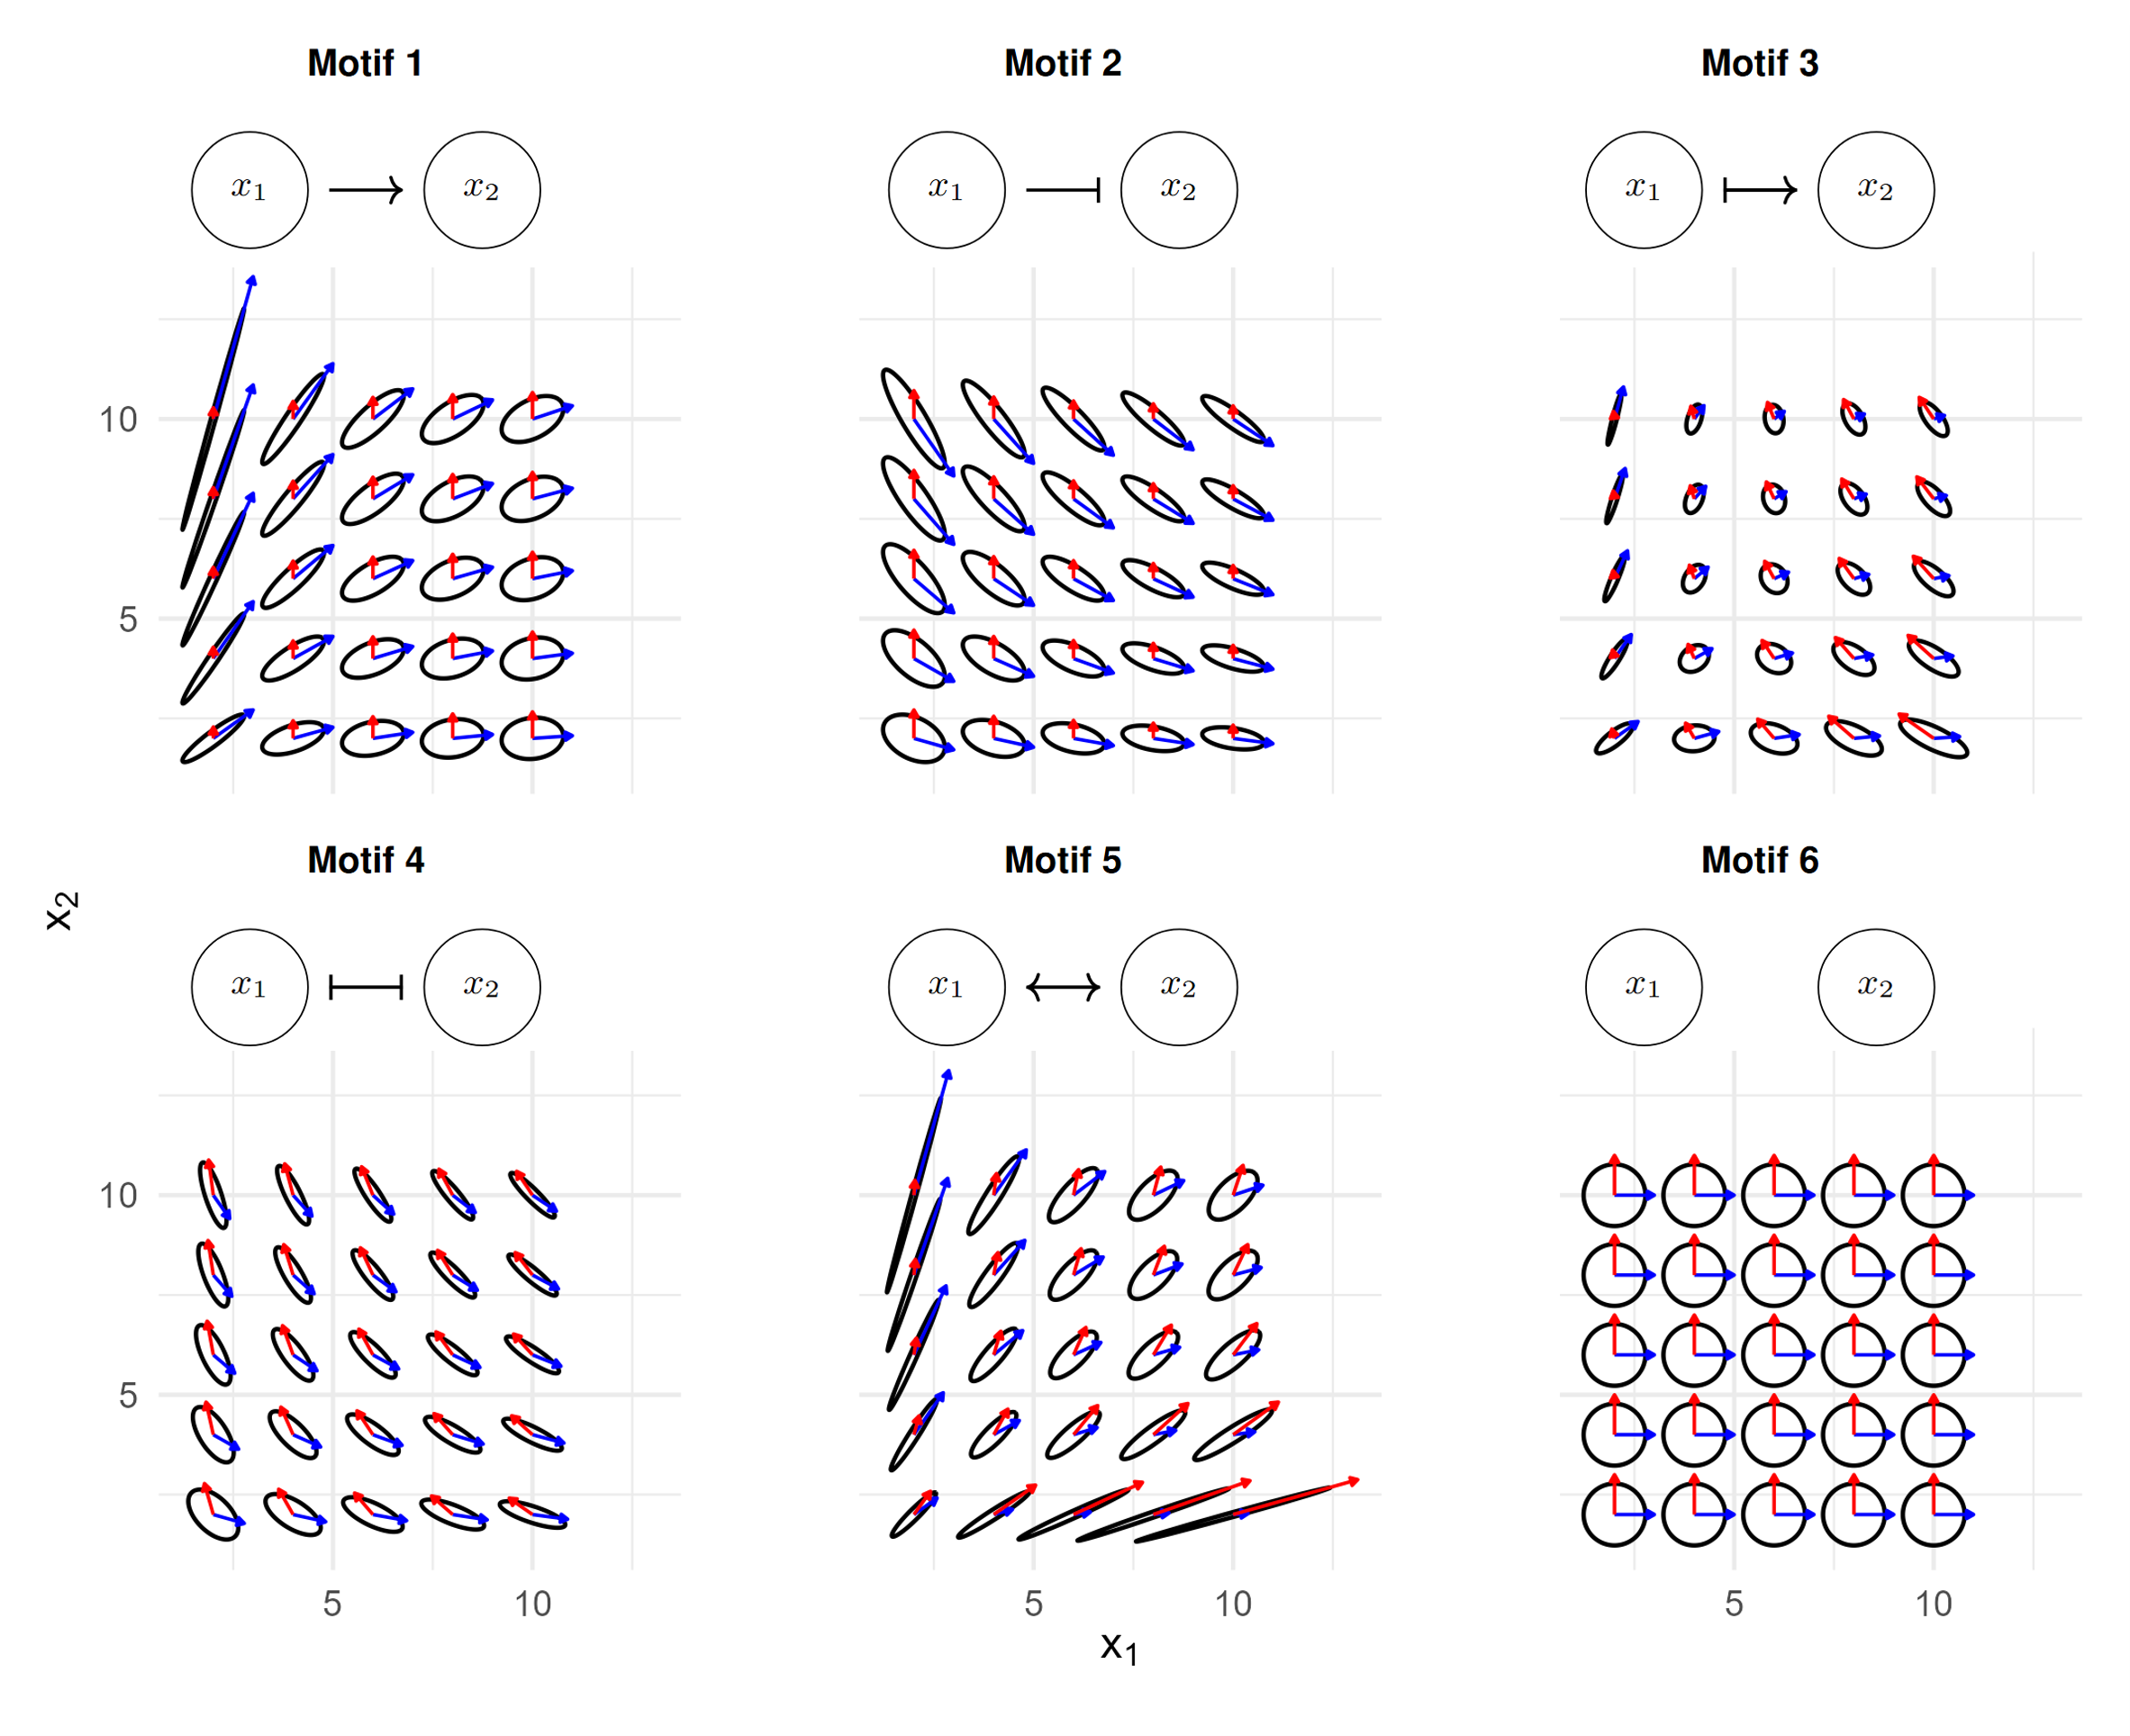 Motif 1 Motif 2 Motif 3
x₁ x₂ x₁ x₂ x₁ x₂
10
5
Motif 4 Motif 5 Motif 6
x₂
x₁ x₂ x₁ x₂ x₁ x₂
10
5
5 10 5 10 5 10
x₁